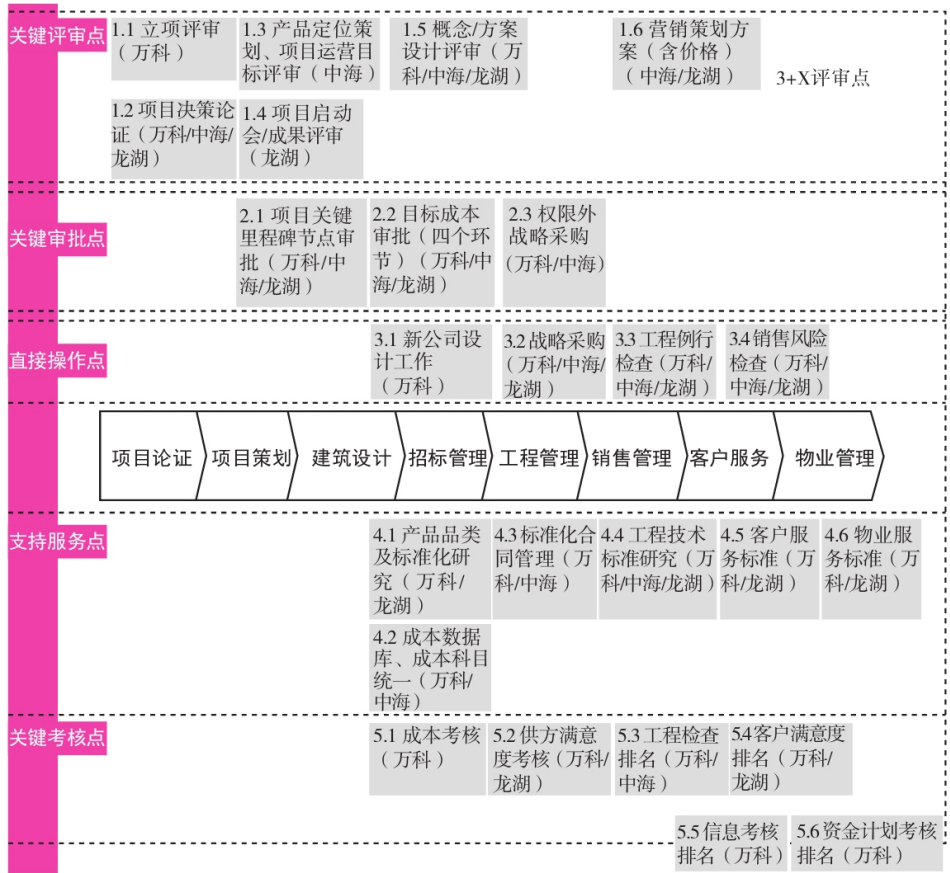 关键评审点
1.1 立项评审
（万科）
1.3 产品定位策
划、项目运营目
标评审（中海）
1.5 概念/方案
设计评审（万
科/中海/龙湖）
1.6 营销策划方
案（含价格）
（中海/龙湖）
3+X评审点
1.2 项目决策论
证（万科/中海/
龙湖）
1.4 项目启动
会/成果评审
（龙湖）
关键审批点
2.1 项目关键
里程碑节点审
批（万科/中
海/龙湖）
2.2 目标成本
审批（四个环
节）（万科/中
海/龙湖）
2.3 权限外
战略采购
（万科/中海）
直接操作点
3.1 新公司设
计工作
（万科）
3.2 战略采购
（万科/中海/
龙湖）
3.3 工程例行
检查（万科/
中海/龙湖）
3.4 销售风险
检查（万科/
中海/龙湖）
项目论证
项目策划
建筑设计
招标管理
工程管理
销售管理
客户服务
物业管理
支持服务点
4.1 产品品类
及标准化研
究（万科/
龙湖）
4.3 标准化合
同管理（万
科/中海）
4.4 工程技术
标准研究（万
科/中海/龙湖）
4.5 客户服
务标准（万
科/龙湖）
4.6 物业服
务标准（万
科/龙湖）
4.2 成本数据
库、成本科目
统一（万科/
中海）
关键考核点
5.1 成本考核
（万科）
5.2 供方满意
度考核（万科/
龙湖）
5.3 工程检查
排名（万科/
中海）
5.4 客户满意度
排名（万科/
龙湖）
5.5 信息考核
排名（万科）
5.6 资金计划考核
排名（万科）